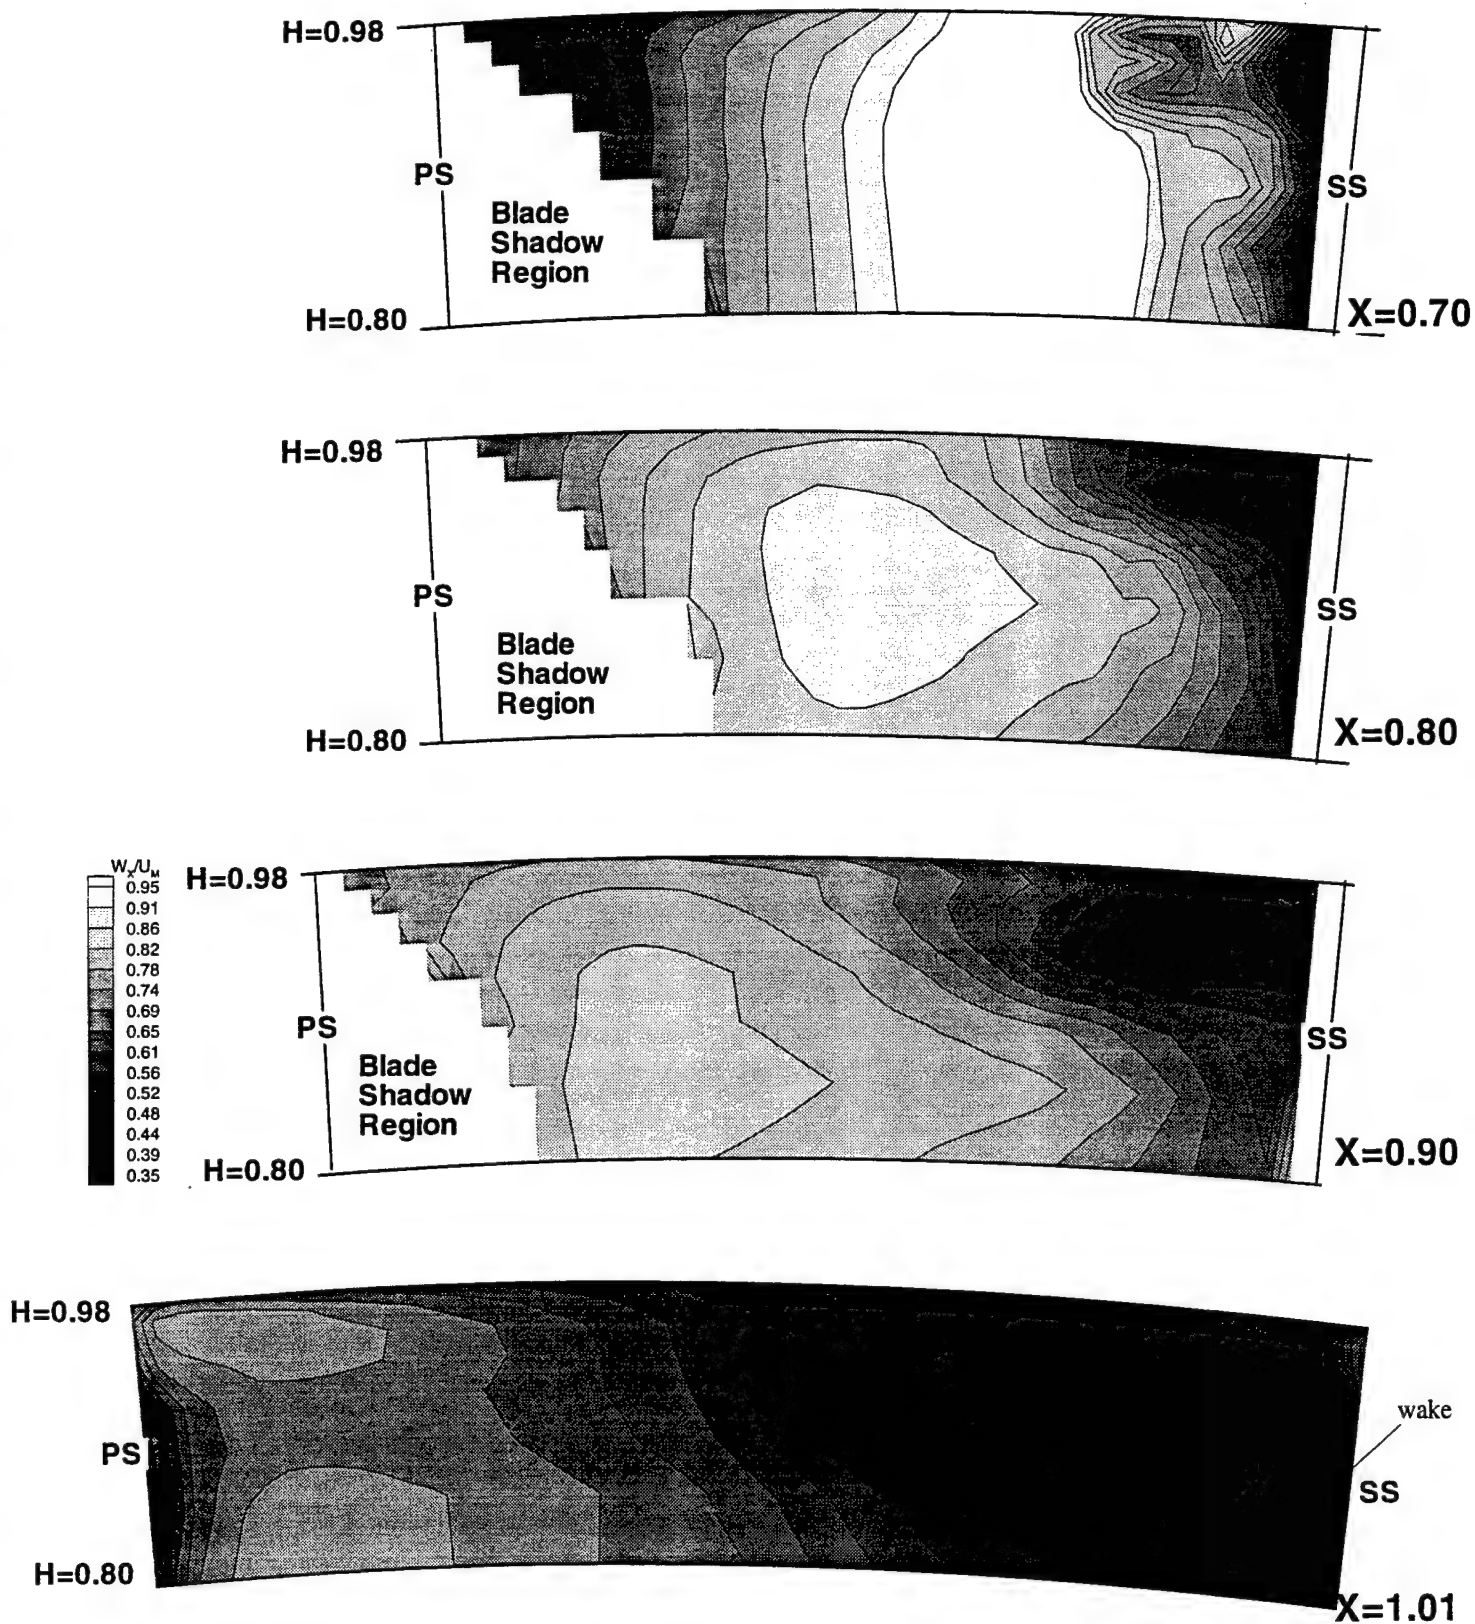 H=0.98
PS
Blade
Shadow
Region
SS
H=0.80
X=0.70
H=0.98
PS
Blade
Shadow
Region
SS
H=0.80
X=0.80
Wx/UM
0.95
0.91
0.86
0.82
0.78
0.74
0.69
0.65
0.61
0.56
0.52
0.48
0.44
0.39
0.35
H=0.98
PS
Blade
Shadow
Region
SS
H=0.80
X=0.90
H=0.98
PS
wake
SS
H=0.80
X=1.01